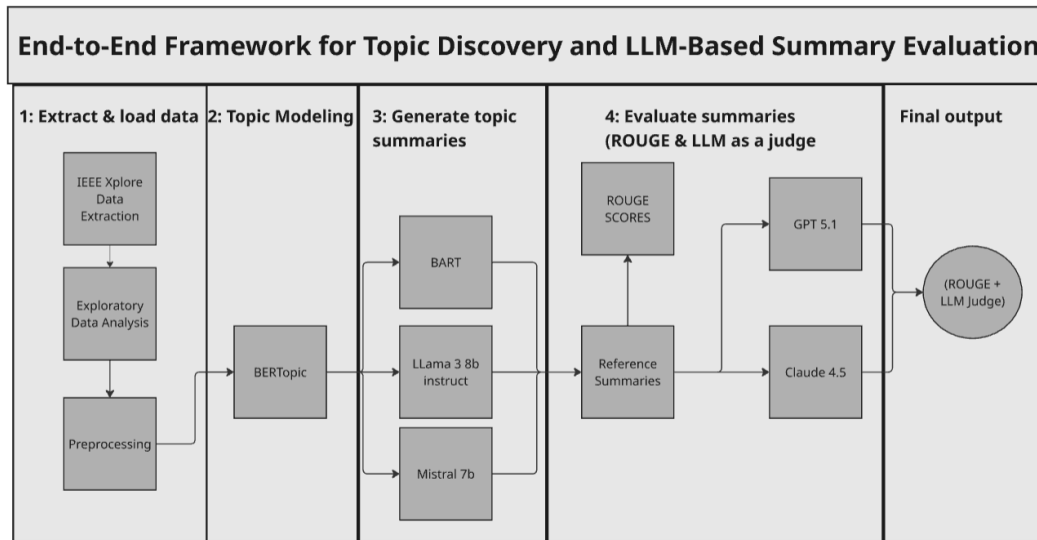 End-to-End Framework for Topic Discovery and LLM-Based Summary Evaluation
1: Extract & load data
2: Topic Modeling
3: Generate topic
summaries
4: Evaluate summaries
(ROUGE & LLM as a judge
Final output
IEEE Xplore
Data
Extraction
Exploratory
Data Analysis
Preprocessing
BERTopic
BART
LLama 3 8b
instruct
Mistral 7b
ROUGE
SCORES
Reference
Summaries
GPT 5.1
Claude 4.5
(ROUGE +
LLM Judge)